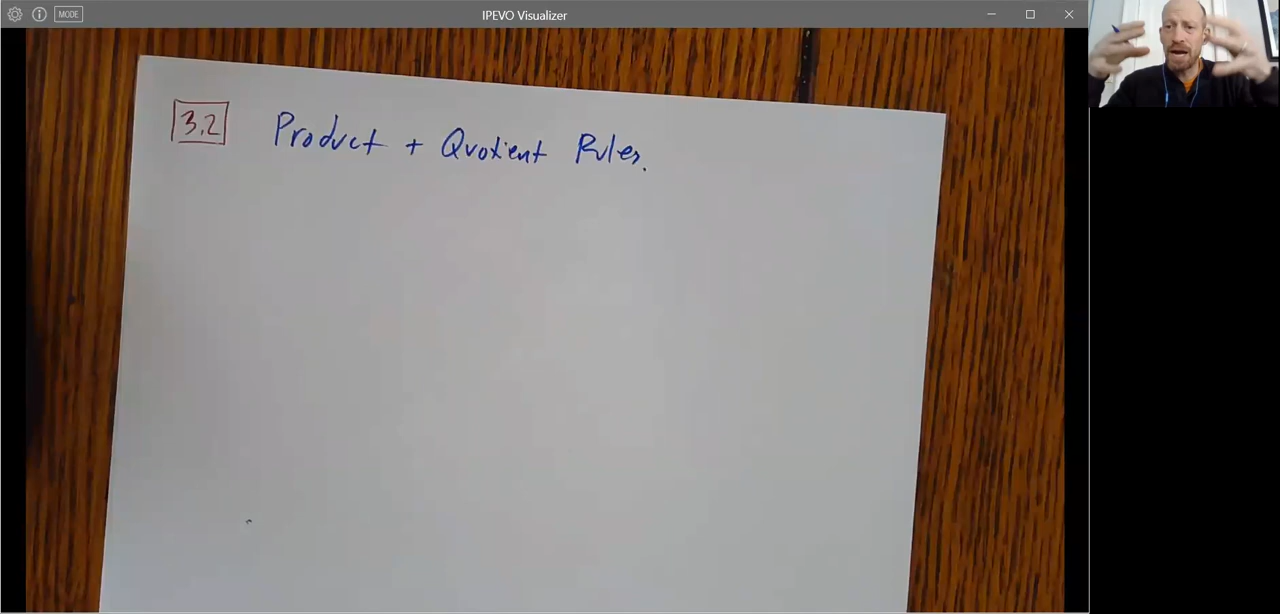 MODE
IPEVO Visualizer
3.2 Product + Quotient Rules.